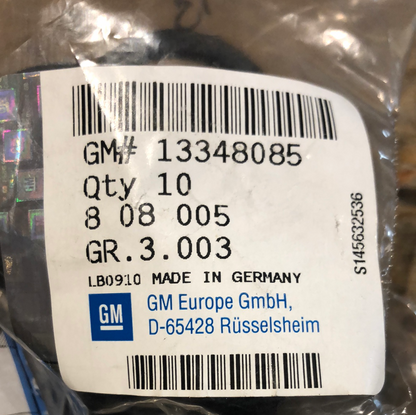 GM# 13348085
Qty 10
8 08 005
GR.3.003
LB0910 MADE IN GERMANY
GM
GM Europe GmbH,
D-65428 Rüsselsheim
S145632536